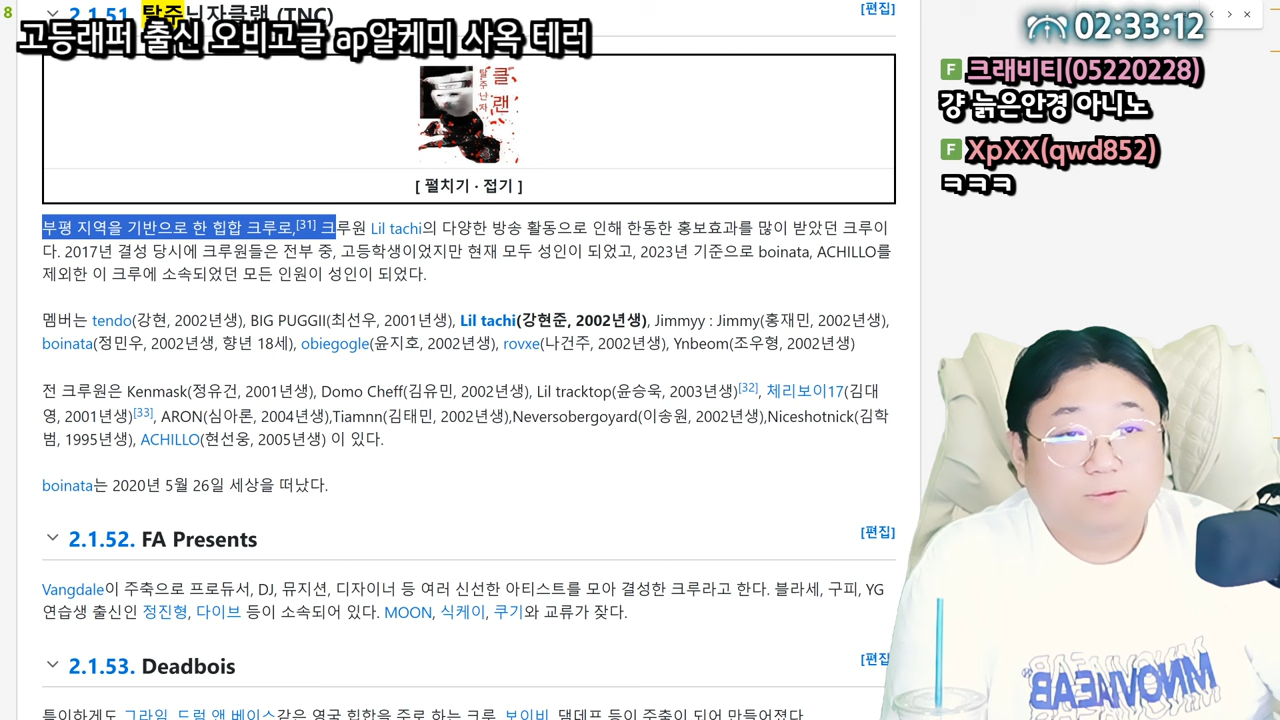 8
2.1.51. 탈주닌자클랜 (TNC)
[편집]
고등래퍼 출신 오비고글 ap알케미 사옥 테러
02:33:12
크래비티(05220228)
걍 늙은안경 아니노
XpXX(qwd852)
ㅋㅋㅋ
탈주닌자
클랜
[ 펼치기 · 접기 ]
부평 지역을 기반으로 한 힙합 크루로,[31] 크루원 Lil tachi의 다양한 방송 활동으로 인해 한동한 홍보효과를 많이 받았던 크루이
다. 2017년 결성 당시에 크루원들은 전부 중, 고등학생이었지만 현재 모두 성인이 되었고, 2023년 기준으로 boinata, ACHILLO를
제외한 이 크루에 소속되었던 모든 인원이 성인이 되었다.
멤버는 tendo(강현, 2002년생), BIG PUGGII(최선우, 2001년생), Lil tachi(강현준, 2002년생), Jimmyy : Jimmy(홍재민, 2002년생),
boinata(정민우, 2002년생, 향년 18세), obiegogle(윤지호, 2002년생), rovxe(나건주, 2002년생), Ynbeom(조우형, 2002년생)
전 크루원은 Kenmask(정유건, 2001년생), Domo Cheff(김유민, 2002년생), Lil tracktop(윤승욱, 2003년생)[32], 체리보이17(김대
영, 2001년생)[33], ARON(심아론, 2004년생),Tiamnn(김태민, 2002년생),Neversobergoyard(이송원, 2002년생),Niceshotnick(김학
범, 1995년생), ACHILLO(현선웅, 2005년생) 이 있다.
boinata는 2020년 5월 26일 세상을 떠났다.
2.1.52. FA Presents
[편집]
Vangdale이 주축으로 프로듀서, DJ, 뮤지션, 디자이너 등 여러 신선한 아티스트를 모아 결성한 크루라고 한다. 블라세, 구피, YG
연습생 출신인 정진형, 다이브 등이 소속되어 있다. MOON, 식케이, 쿠기와 교류가 잦다.
2.1.53. Deadbois
[편집
특이하게도 그라임, 드럼 앤 베이스같은 영국